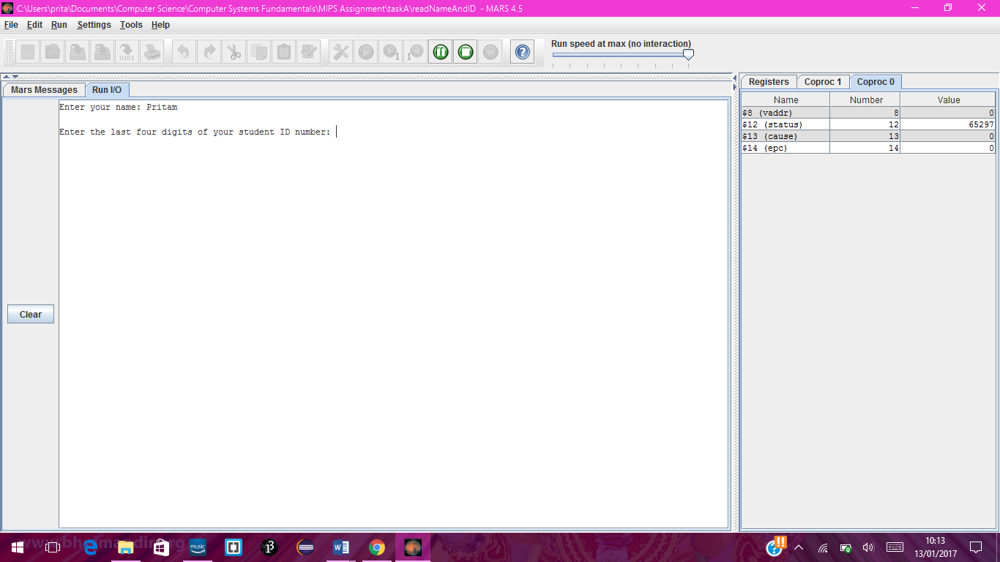 C:\Users\prita\Documents\Computer Science\Computer Systems Fundamentals\MIPS Assignment\taskA\readNameAndID - MARS 4.5
File Edit Run Settings Tools Help
Run speed at max (no interaction)
Mars Messages Run I/O
Enter your name: Pritam
Enter the last four digits of your student ID number:
Clear
Registers Coproc 1 Coproc 0
Name Number Value
$8 (vaddr) 8 0
$12 (status) 12 65297
$13 (cause) 13 0
$14 (epc) 14 0
music
10:13
13/01/2017